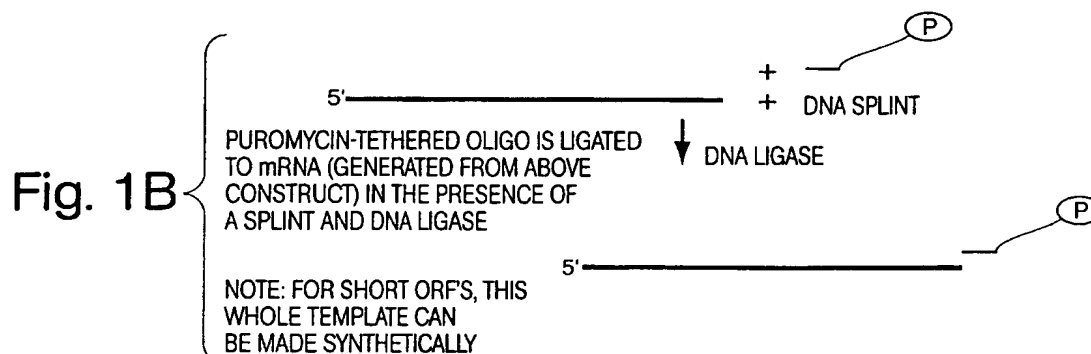 Fig. 1B
P
+
5' + DNA SPLINT
PUROMYCIN-TETHERED OLIGO IS LIGATED
TO mRNA (GENERATED FROM ABOVE
CONSTRUCT) IN THE PRESENCE OF
A SPLINT AND DNA LIGASE
DNA LIGASE
P
5'
NOTE: FOR SHORT ORF'S, THIS
WHOLE TEMPLATE CAN
BE MADE SYNTHETICALLY